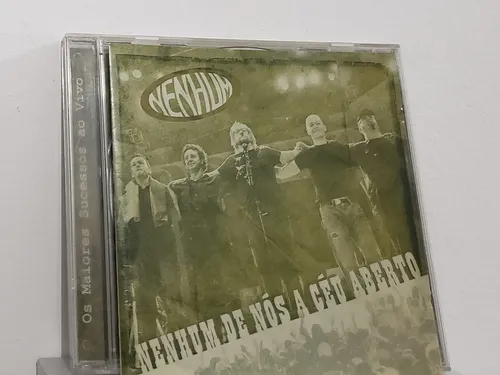 Os Maiores Sucessos ao Vivo
NENHUM
NENHUM DE NÓS A CÉU ABERTO